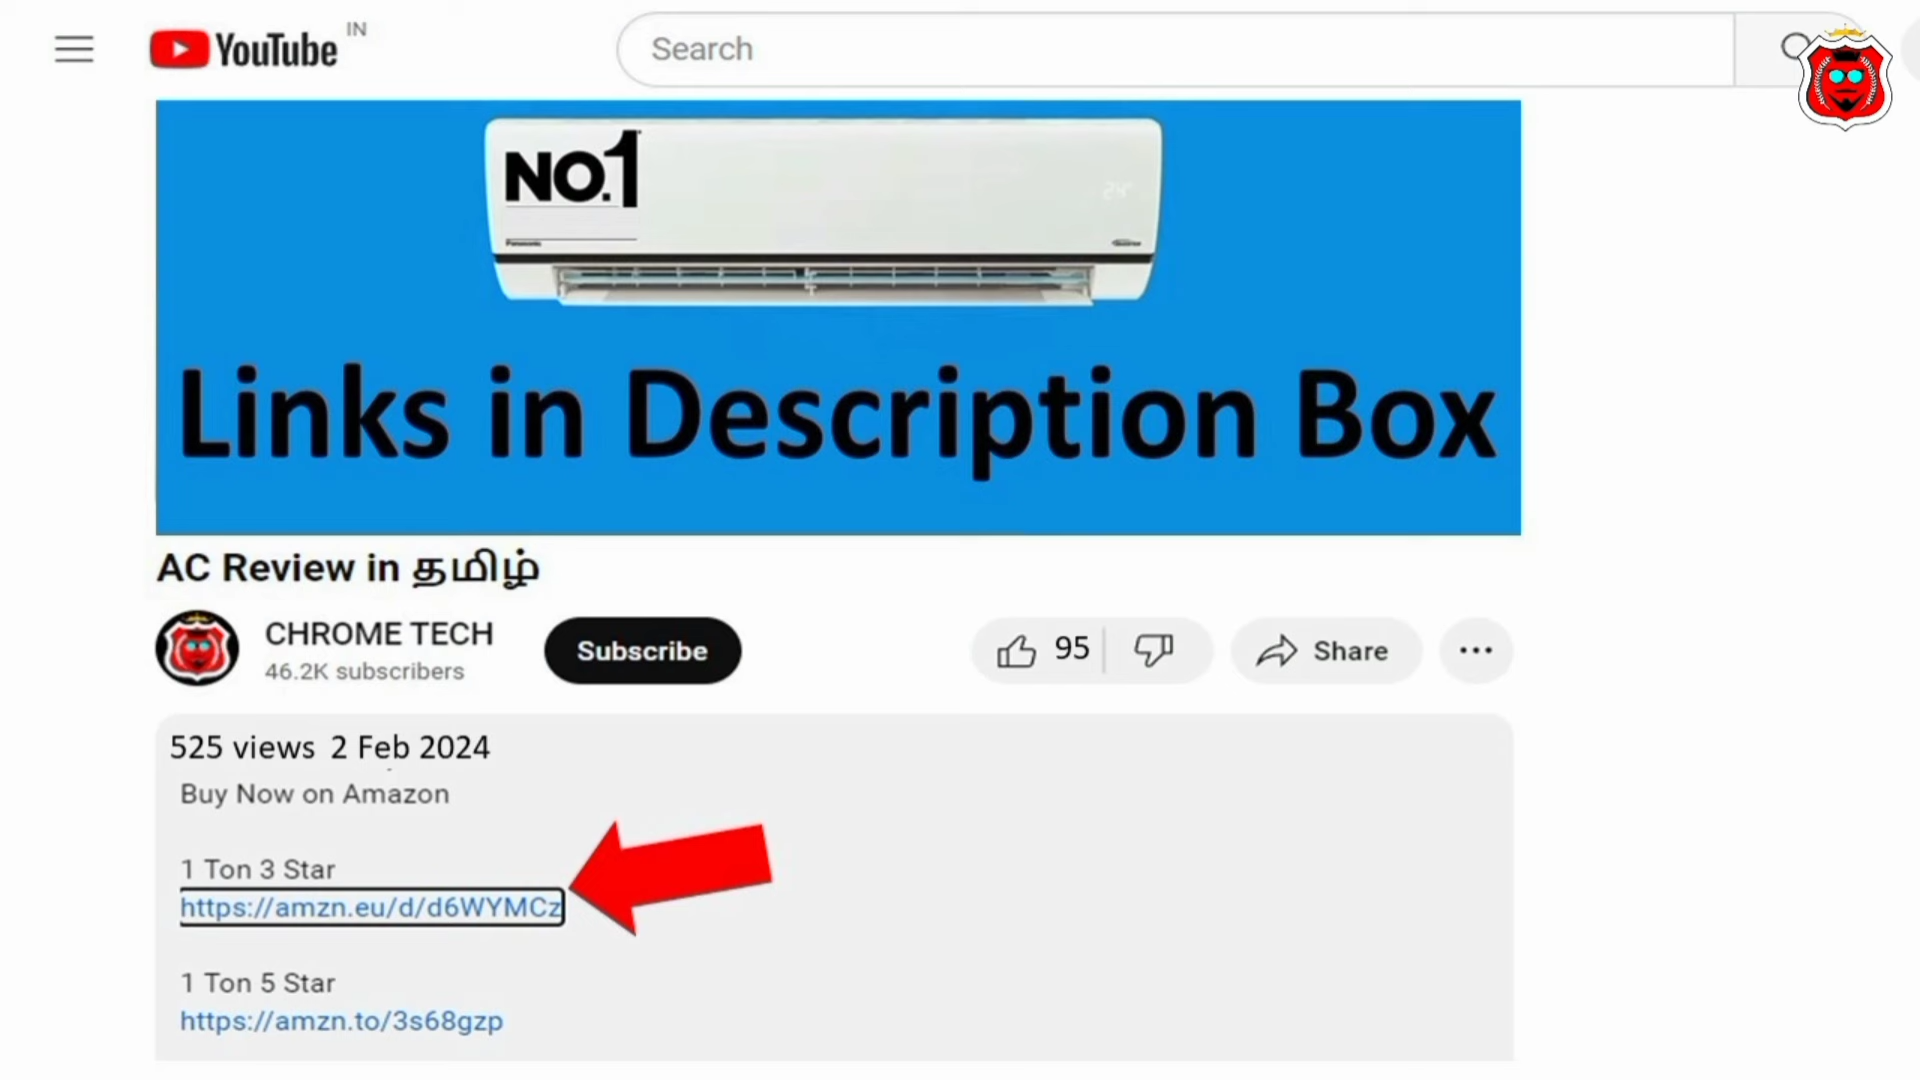 YouTube IN
Search
NO.1
Panasonic
Links in Description Box
AC Review in தமிழ்
CHROME TECH
46.2K subscribers
Subscribe
95
Share
525 views 2 Feb 2024
Buy Now on Amazon
1 Ton 3 Star
https://amzn.eu/d/d6WYMCz
1 Ton 5 Star
https://amzn.to/3s68gzp